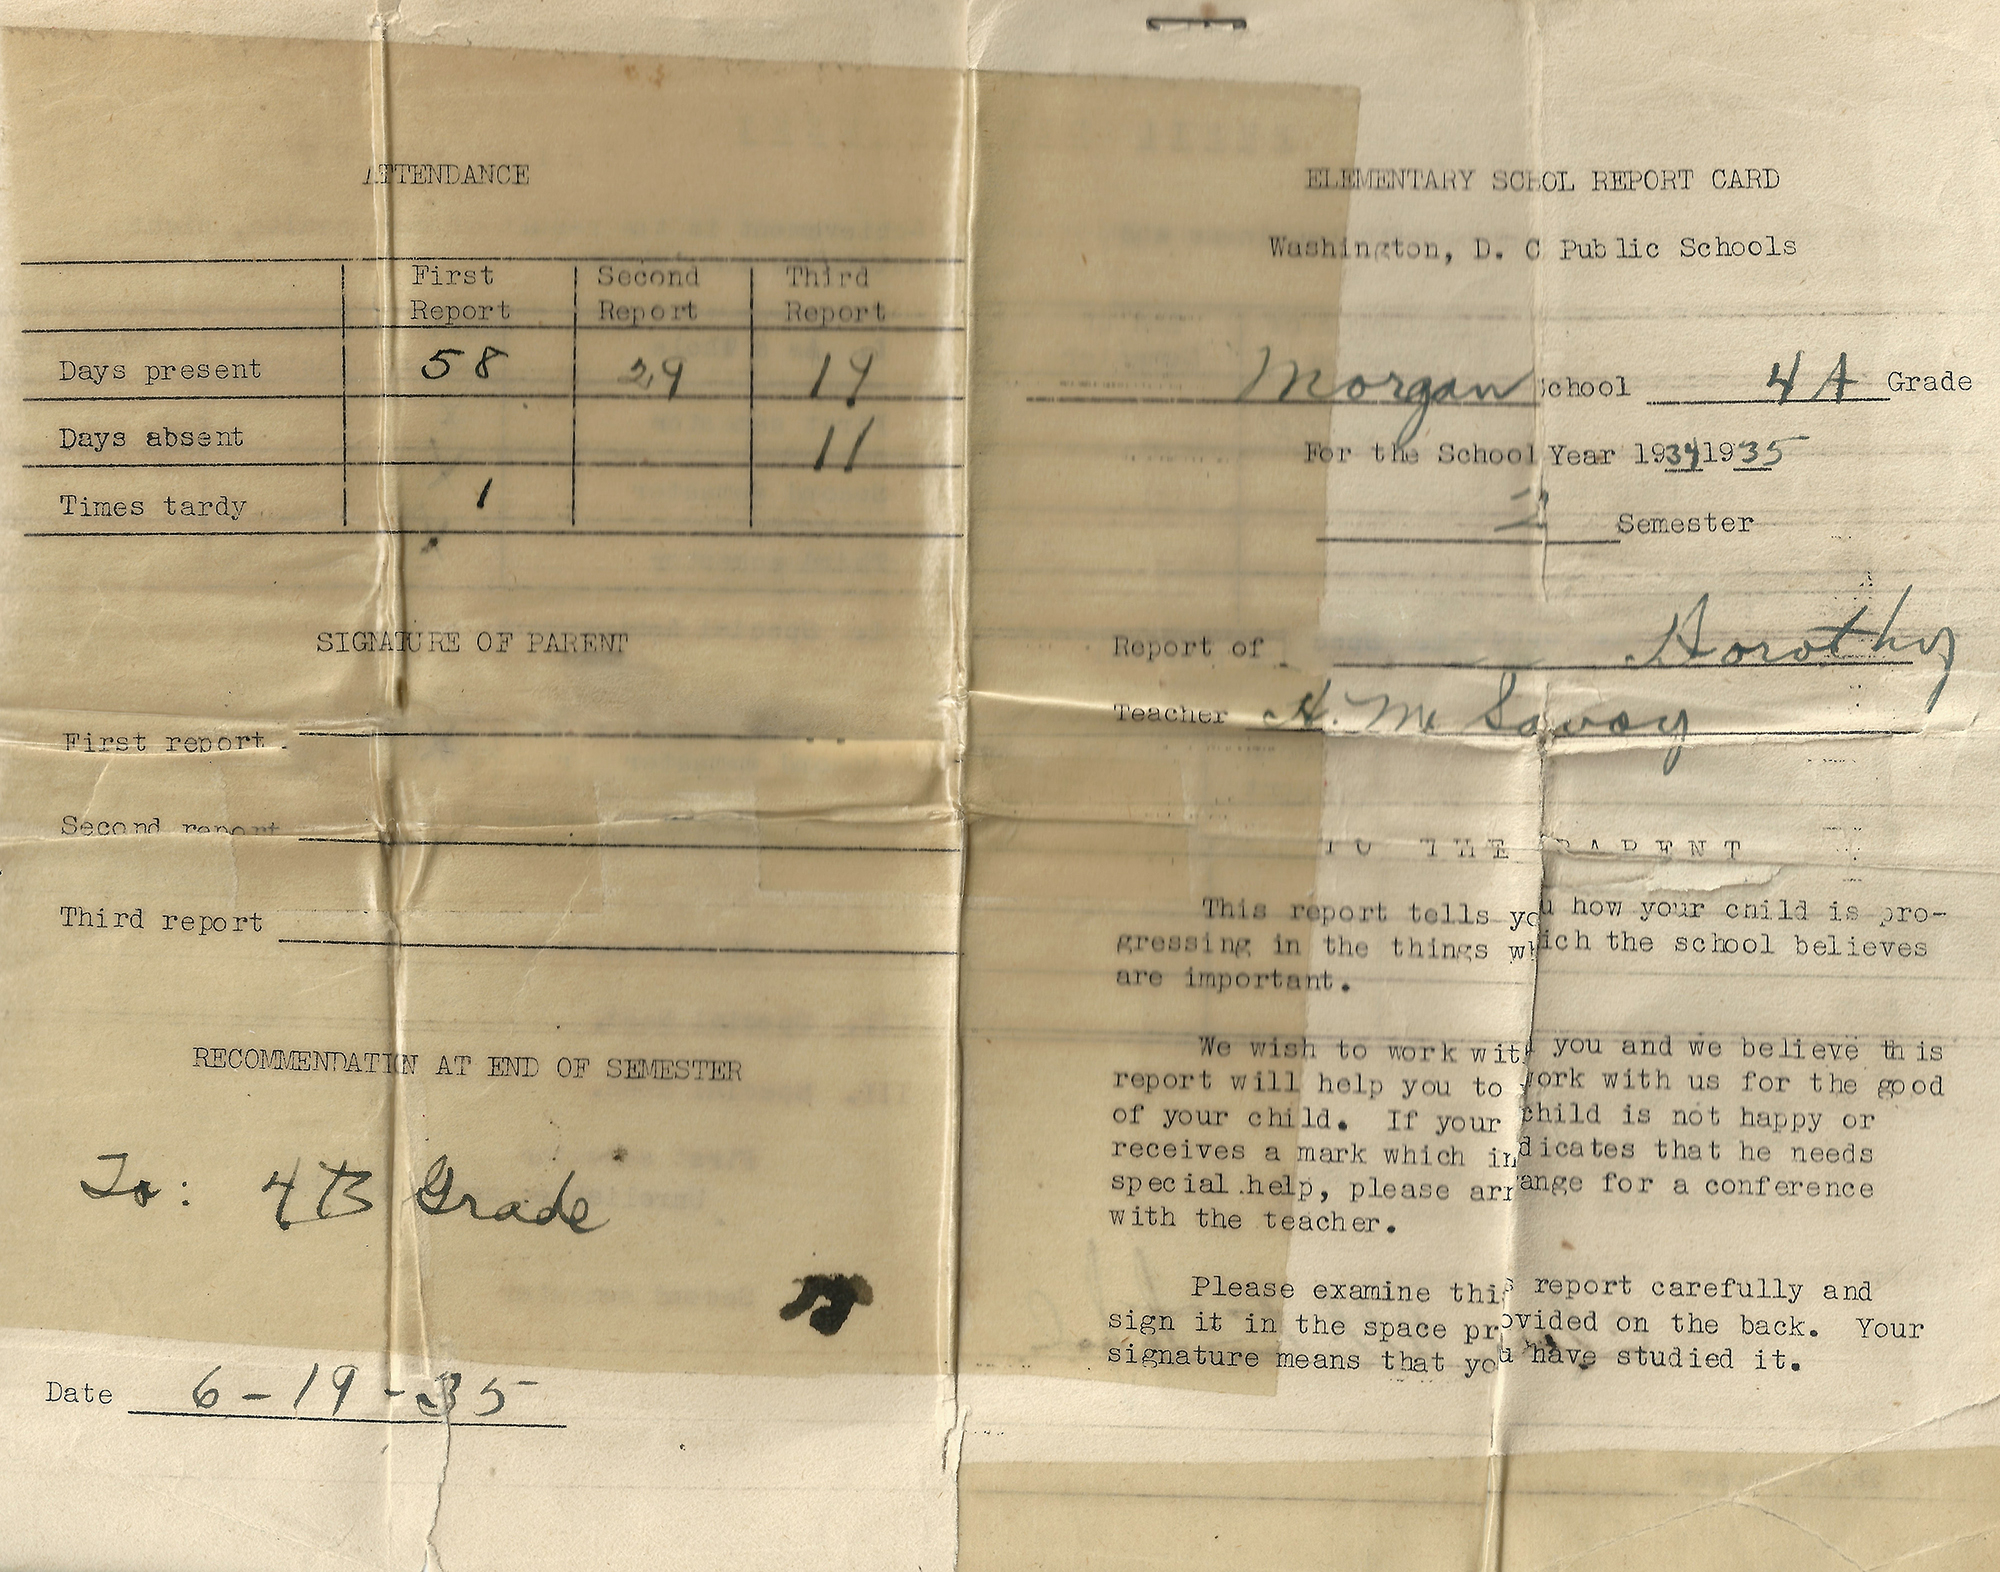 ATTENDANCE
First Report Second Report Third Report
Days present 58 29 19
Days absent 11
Times tardy 1
SIGNATURE OF PARENT
First report
Second report
Third report
RECOMMENDATIN AT END OF SEMESTER
To: 4B Grade
Date 6-19-35
ELEMENTARY SCHOL REPORT CARD
Washington, D. C Public Schools
Morgan School 4A Grade
For the School Year 1934 1935
2 Semester
Report of Dorothy
Teacher H. M. Savoy
TO THE PARENT
This report tells you how your child is pro-
gressing in the things which the school believes
are important.
We wish to work with you and we believe this
report will help you to work with us for the good
of your child. If your child is not happy or
receives a mark which indicates that he needs
special help, please arrange for a conference
with the teacher.
Please examine this report carefully and
sign it in the space provided on the back. Your
signature means that you have studied it.